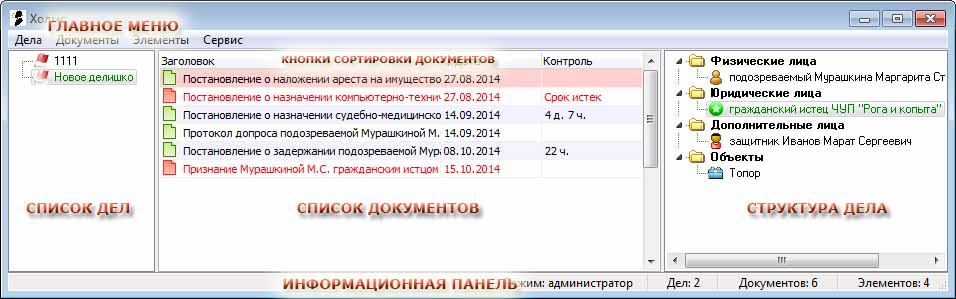 Холмс
ГЛАВНОЕ МЕНЮ
Дела Документы Элементы Сервис
1111
Новое делишко
СПИСОК ДЕЛ
КНОПКИ СОРТИРОВКИ ДОКУМЕНТОВ
Заголовок Контроль
Постановление о наложении ареста на имущество 27.08.2014
Постановление о назначении компьютерно-технич 27.08.2014 Срок истек
Постановление о назначении судебно-медицинско 14.09.2014 4 д. 7 ч.
Протокол допроса подозреваемой Мурашкиной М. 14.09.2014
Постановление о задержании подозреваемой Мур 08.10.2014 22 ч.
Признание Мурашкиной М.С. гражданским истцом 15.10.2014
СПИСОК ДОКУМЕНТОВ
Физические лица
подозреваемый Мурашкина Маргарита Ст
Юридические лица
гражданский истец ЧУП "Рога и копыта"
Дополнительные лица
защитник Иванов Марат Сергеевич
Объекты
Топор
СТРУКТУРА ДЕЛА
ИНФОРМАЦИОННАЯ ПАНЕЛЬ
Режим: администратор Дел: 2 Документов: 6 Элементов: 4